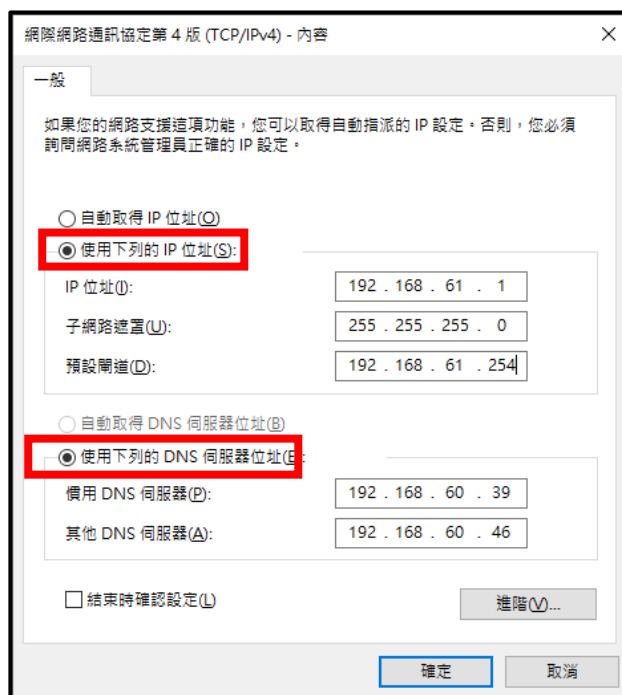 網際網路通訊協定第 4 版 (TCP/IPv4) - 內容
一般
如果您的網路支援這項功能，您可以取得自動指派的 IP 設定。否則，您必須
詢問網路系統管理員正確的 IP 設定。
自動取得 IP 位址(O)
使用下列的 IP 位址(S):
IP 位址(I): 192 . 168 . 61 . 1
子網路遮罩(U): 255 . 255 . 255 . 0
預設閘道(D): 192 . 168 . 61 . 254
自動取得 DNS 伺服器位址(B)
使用下列的 DNS 伺服器位址(E):
慣用 DNS 伺服器(P): 192 . 168 . 60 . 39
其他 DNS 伺服器(A): 192 . 168 . 60 . 46
結束時確認設定(L)
進階(V)...
確定 取消